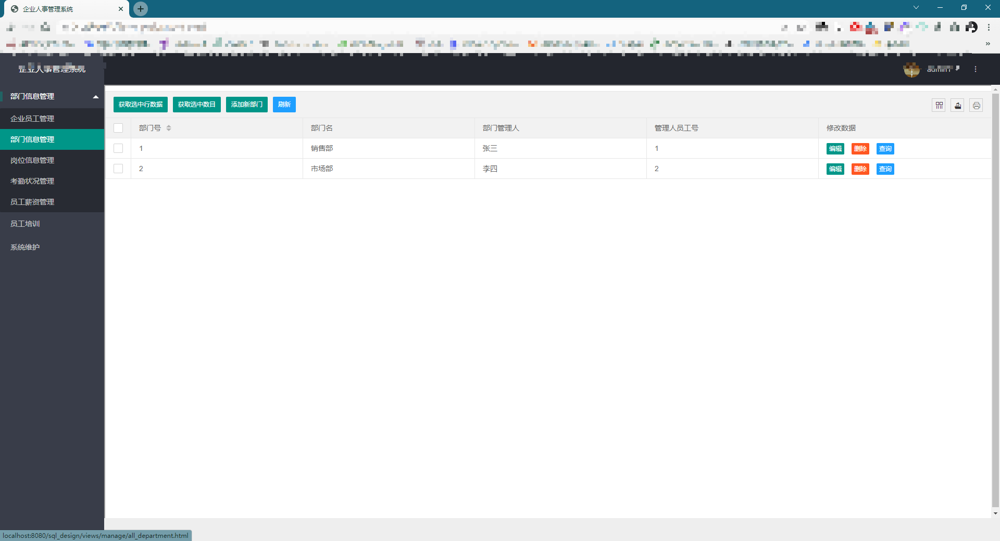 企业人事管理系统
企业人事管理系统
admin1
部门信息管理
企业员工管理
部门信息管理
岗位信息管理
考勤状况管理
员工薪资管理
员工培训
系统维护
获取选中行数据 获取选中数目 添加新部门 刷新
部门号 部门名 部门管理人 管理人员工号 修改数据
1 销售部 张三 1 编辑 删除 查询
2 市场部 李四 2 编辑 删除 查询
localhost:8080/sql_design/views/manage/all_department.html